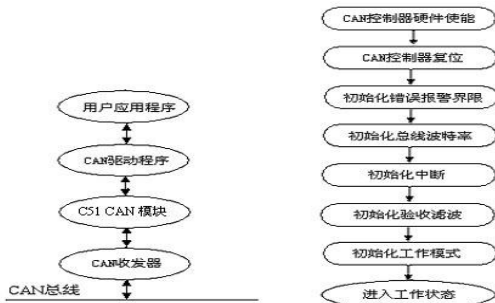 用户应用程序
CAN驱动程序
C51 CAN 模块
CAN收发器
CAN总线
CAN控制器硬件使能
CAN控制器复位
初始化错误报警界限
初始化总线波特率
初始化中断
初始化验收滤波
初始化工作模式
进入工作状态